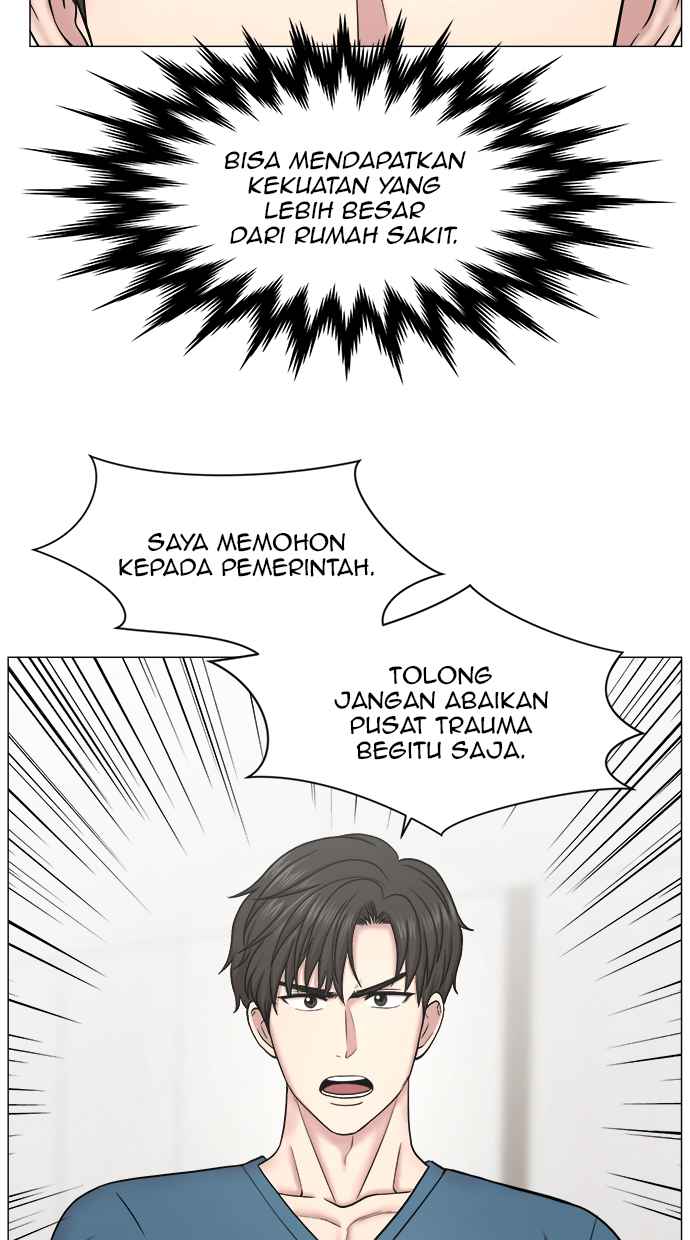 BISA MENDAPATKAN
KEKUATAN YANG
LEBIH BESAR
DARI RUMAH SAKIT.
SAYA MEMOHON
KEPADA PEMERINTAH.
TOLONG
JANGAN ABAIKAN
PUSAT TRAUMA
BEGITU SAJA.